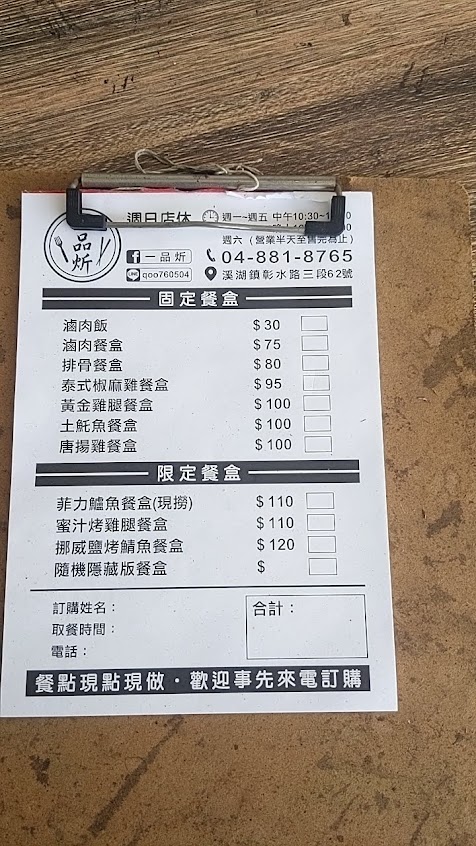 一品炘
週日店休 週一~週五 中午10:30~
週六 (營業半天至售完為止)
一品炘 04-881-8765
LINE qoo760504 溪湖鎮彰水路三段62號
固定餐盒
滷肉飯 $30
滷肉餐盒 $75
排骨餐盒 $80
泰式椒麻雞餐盒 $95
黃金雞腿餐盒 $100
土魠魚餐盒 $100
唐揚雞餐盒 $100
限定餐盒
菲力鱸魚餐盒(現撈) $110
蜜汁烤雞腿餐盒 $110
挪威鹽烤鯖魚餐盒 $120
隨機隱藏版餐盒 $
訂購姓名： 合計：
取餐時間：
電話：
餐點現點現做・歡迎事先來電訂購